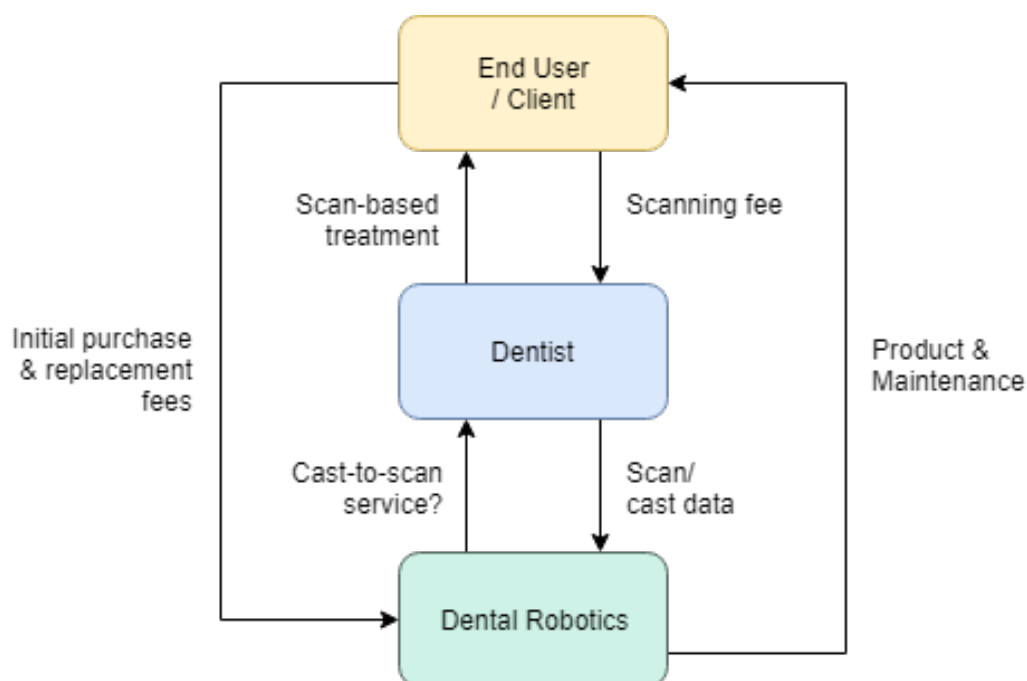 End User
/ Client
Scan-based
treatment
Scanning fee
Initial purchase
& replacement
fees
Dentist
Product &
Maintenance
Cast-to-scan
service?
Scan/
cast data
Dental Robotics